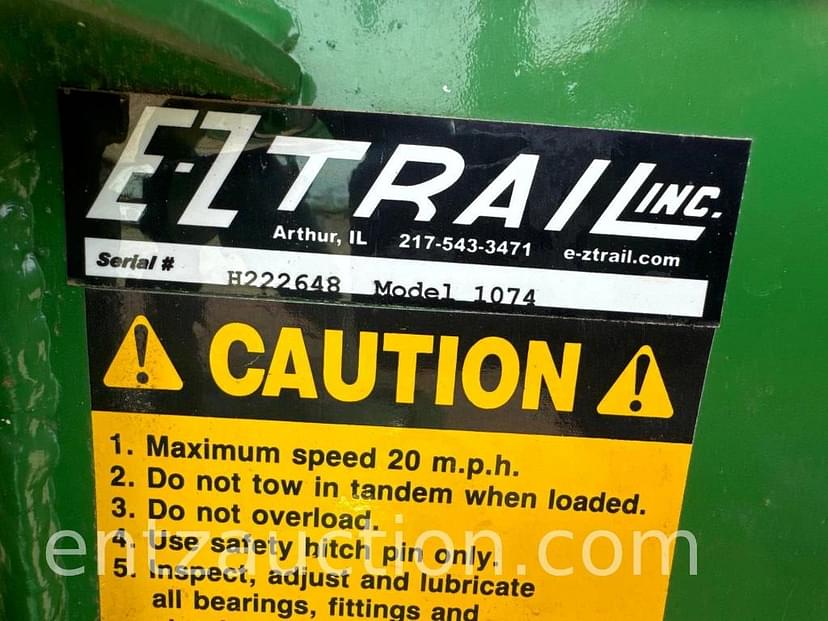 E-Z TRAIL INC.
Arthur, IL 217-543-3471 e-ztrail.com
Serial # H222648 Model 1074
CAUTION
1. Maximum speed 20 m.p.h.
2. Do not tow in tandem when loaded.
3. Do not overload.
4. Use safety hitch pin only.
5. Inspect, adjust and lubricate
all bearings, fittings and
enlzauction.com